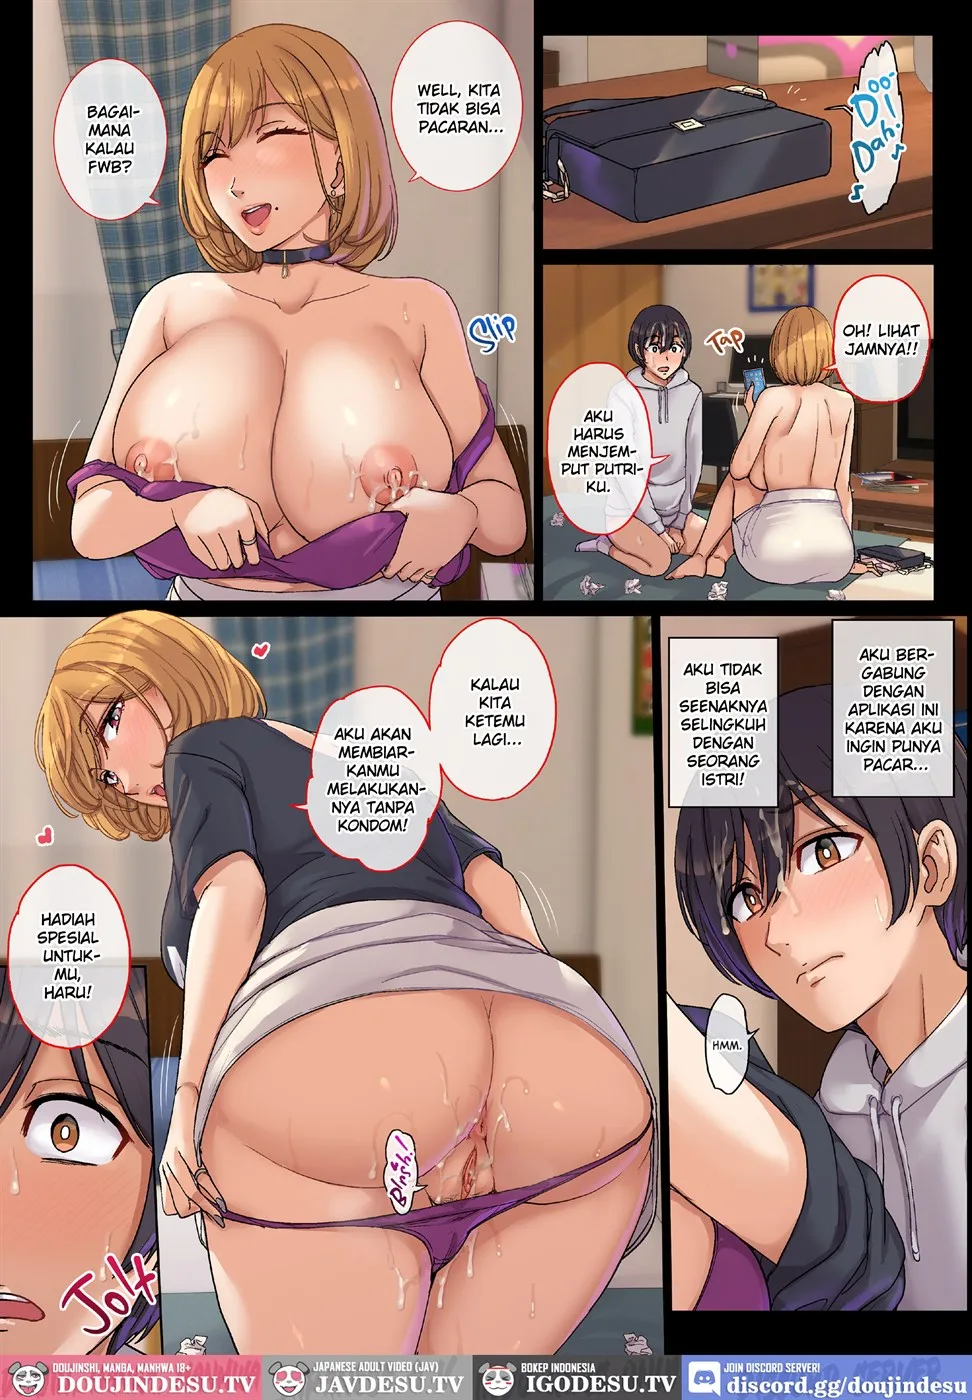 WELL, KITA
TIDAK BISA
PACARAN...
BAGAI-
MANA
KALAU
FWB?
Slip
DOO-
DI
Dah!
OH! LIHAT
JAMNYA!!
Tap
AKU
HARUS
MENJEM-
PUT PUTRI-
KU.
AKU BER-
GABUNG
DENGAN
APLIKASI INI
KARENA AKU
INGIN PUNYA
PACAR...
AKU TIDAK
BISA
SEENAKNYA
SELINGKUH
DENGAN
SEORANG
ISTRI!
HMM.
KALAU
KITA
KETEMU
LAGI...
AKU AKAN
MEMBIAR-
KANMU
MELAKUKAN-
NYA TANPA
KONDOM!
HADIAH
SPESIAL
UNTUK-
MU,
HARU!
Jolt
DOUJINSHI, MANGA, MANHWA 18+
DOUJINDESU.TV
JAPANESE ADULT VIDEO (JAV)
JAVDESU.TV
BOKEP INDONESIA
IGODESU.TV
JOIN DISCORD SERVER!
discord.gg/doujindesu